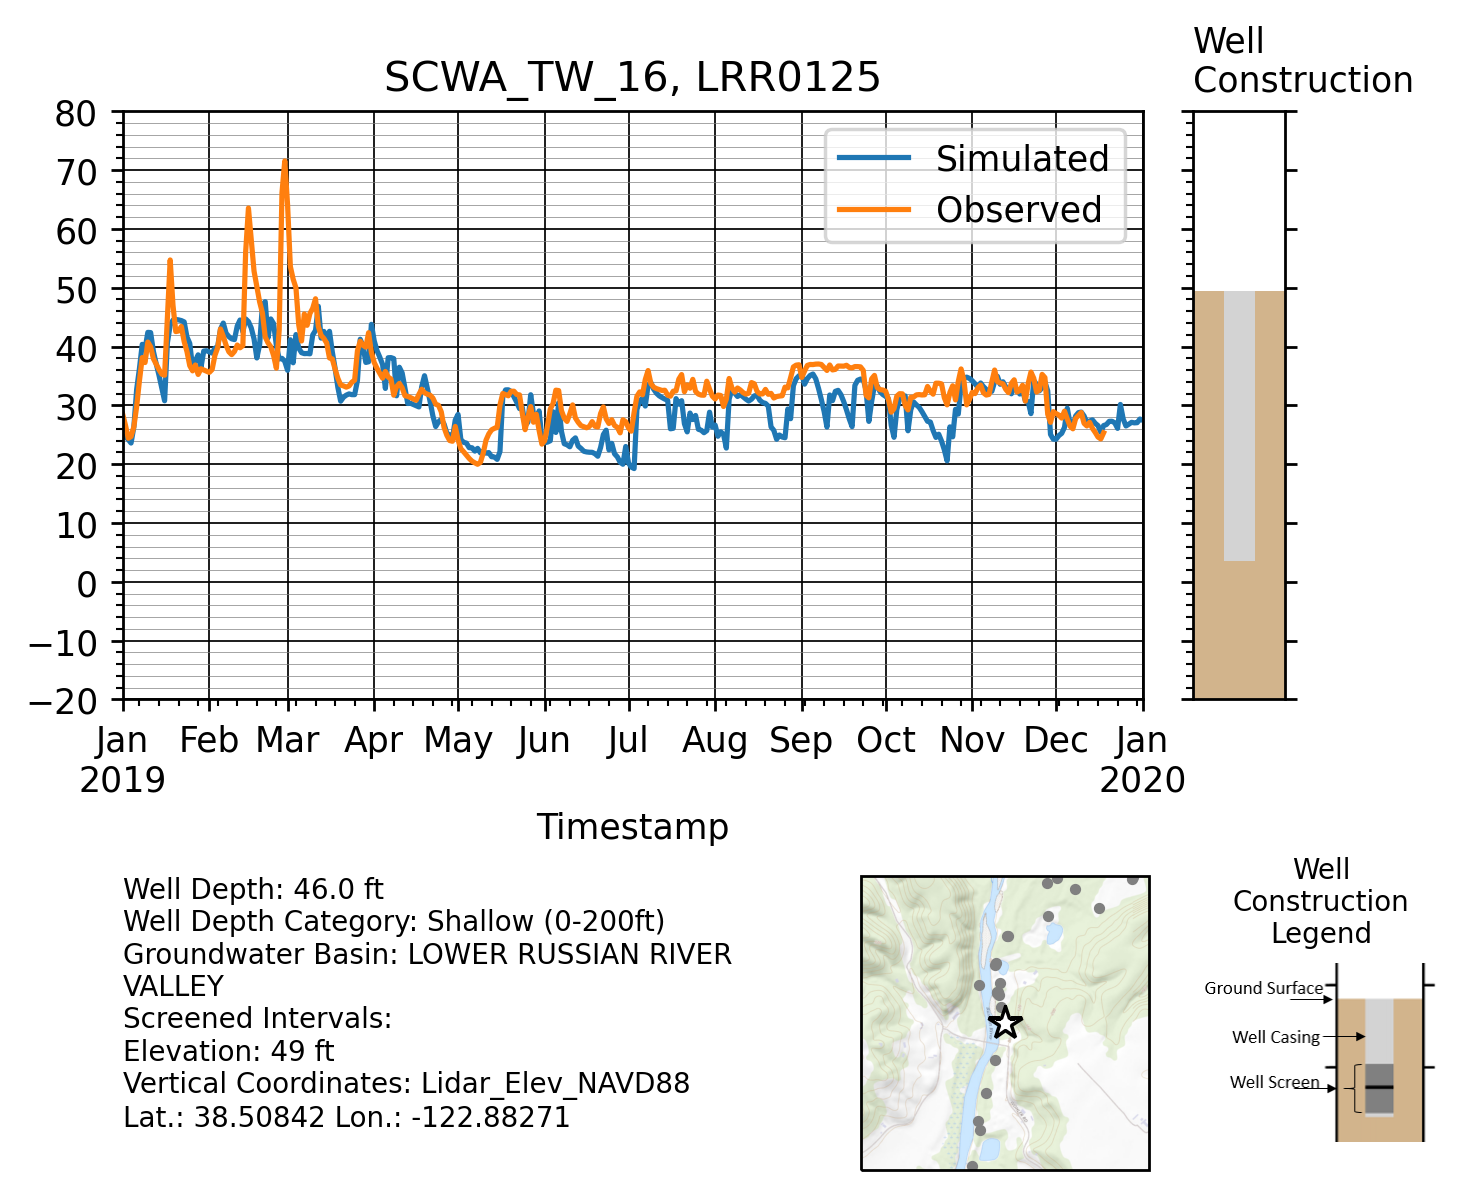 Well
Construction
SCWA_TW_16, LRR0125
80
70
60
50
40
30
20
10
0
−10
−20
Simulated
Observed
Jan Feb Mar Apr May Jun Jul Aug Sep Oct Nov Dec Jan
2019 2020
Timestamp
Well Depth: 46.0 ft
Well Depth Category: Shallow (0-200ft)
Groundwater Basin: LOWER RUSSIAN RIVER
VALLEY
Screened Intervals:
Elevation: 49 ft
Vertical Coordinates: Lidar_Elev_NAVD88
Lat.: 38.50842 Lon.: -122.88271
Well
Construction
Legend
Ground Surface
Well Casing
Well Screen